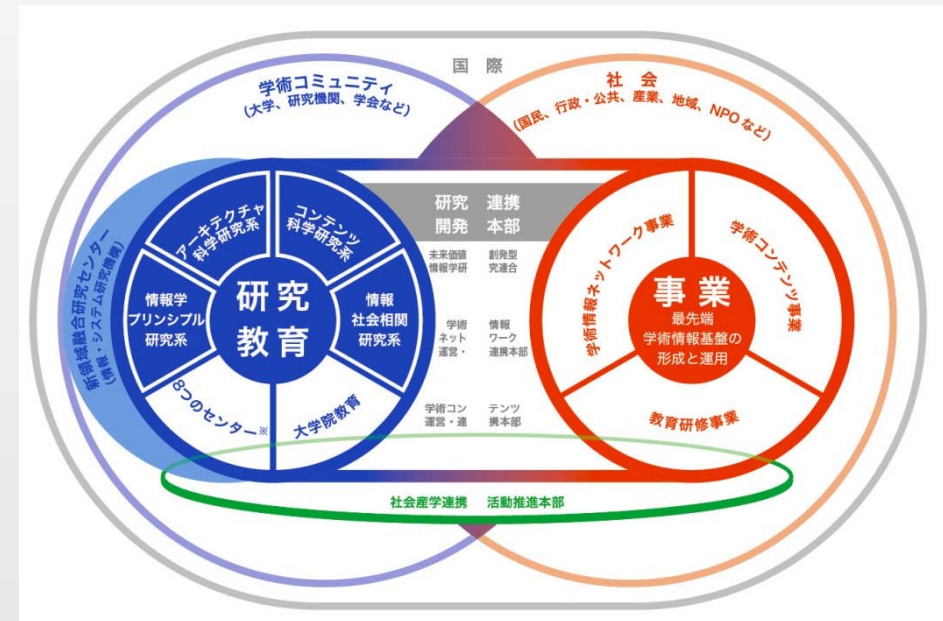 国際
学術コミュニティ
(大学、研究機関、学会など)
社会
(国民、行政・公共、産業、地域、NPO など)
新領域融合研究センター
(情報・システム研究機構)
アーキテクチャ
科学研究系
コンテンツ
科学研究系
情報学
プリンシプル
研究系
研究
教育
情報
社会相関
研究系
8つのセンター※
大学院教育
研究 連携
開発 本部
未来価値 創発型
情報学研 究連合
学術 情報
ネット ワーク
運営・ 連携本部
学術コン テンツ
運営・連 携本部
学術情報ネットワーク事業
学術コンテンツ事業
事業
最先端
学術情報基盤の
形成と運用
教育研修事業
社会産学連携 活動推進本部